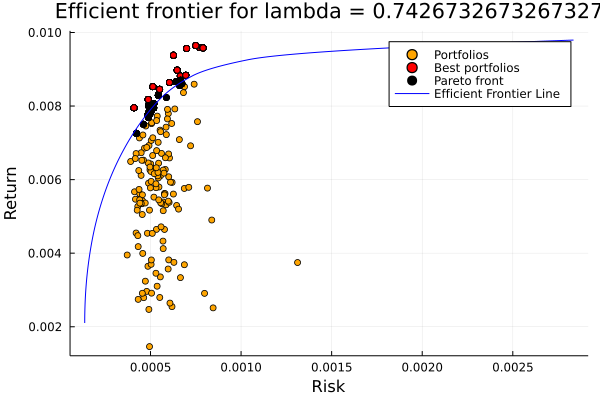 Efficient frontier for lambda = 0.7426732673267327
0.010
0.008
0.006
0.004
0.002
Return
Portfolios
Best portfolios
Pareto front
Efficient Frontier Line
0.0005 0.0010 0.0015 0.0020 0.0025
Risk